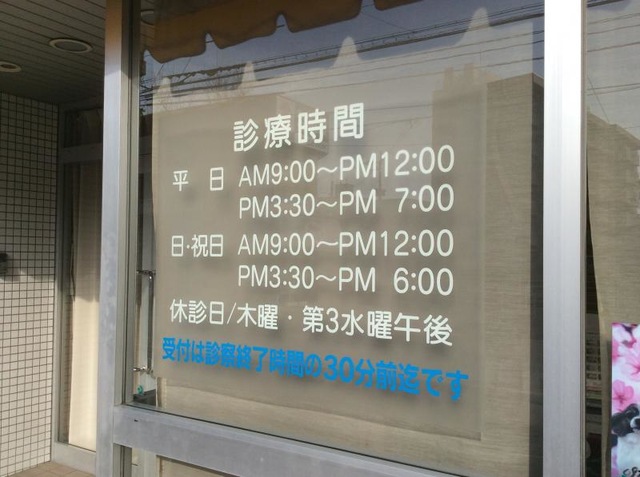 診療時間
平 日 AM9:00〜PM12:00
PM3:30〜PM 7:00
日・祝日 AM9:00〜PM12:00
PM3:30〜PM 6:00
休診日/木曜・第3水曜午後
受付は診察終了時間の30分前迄です